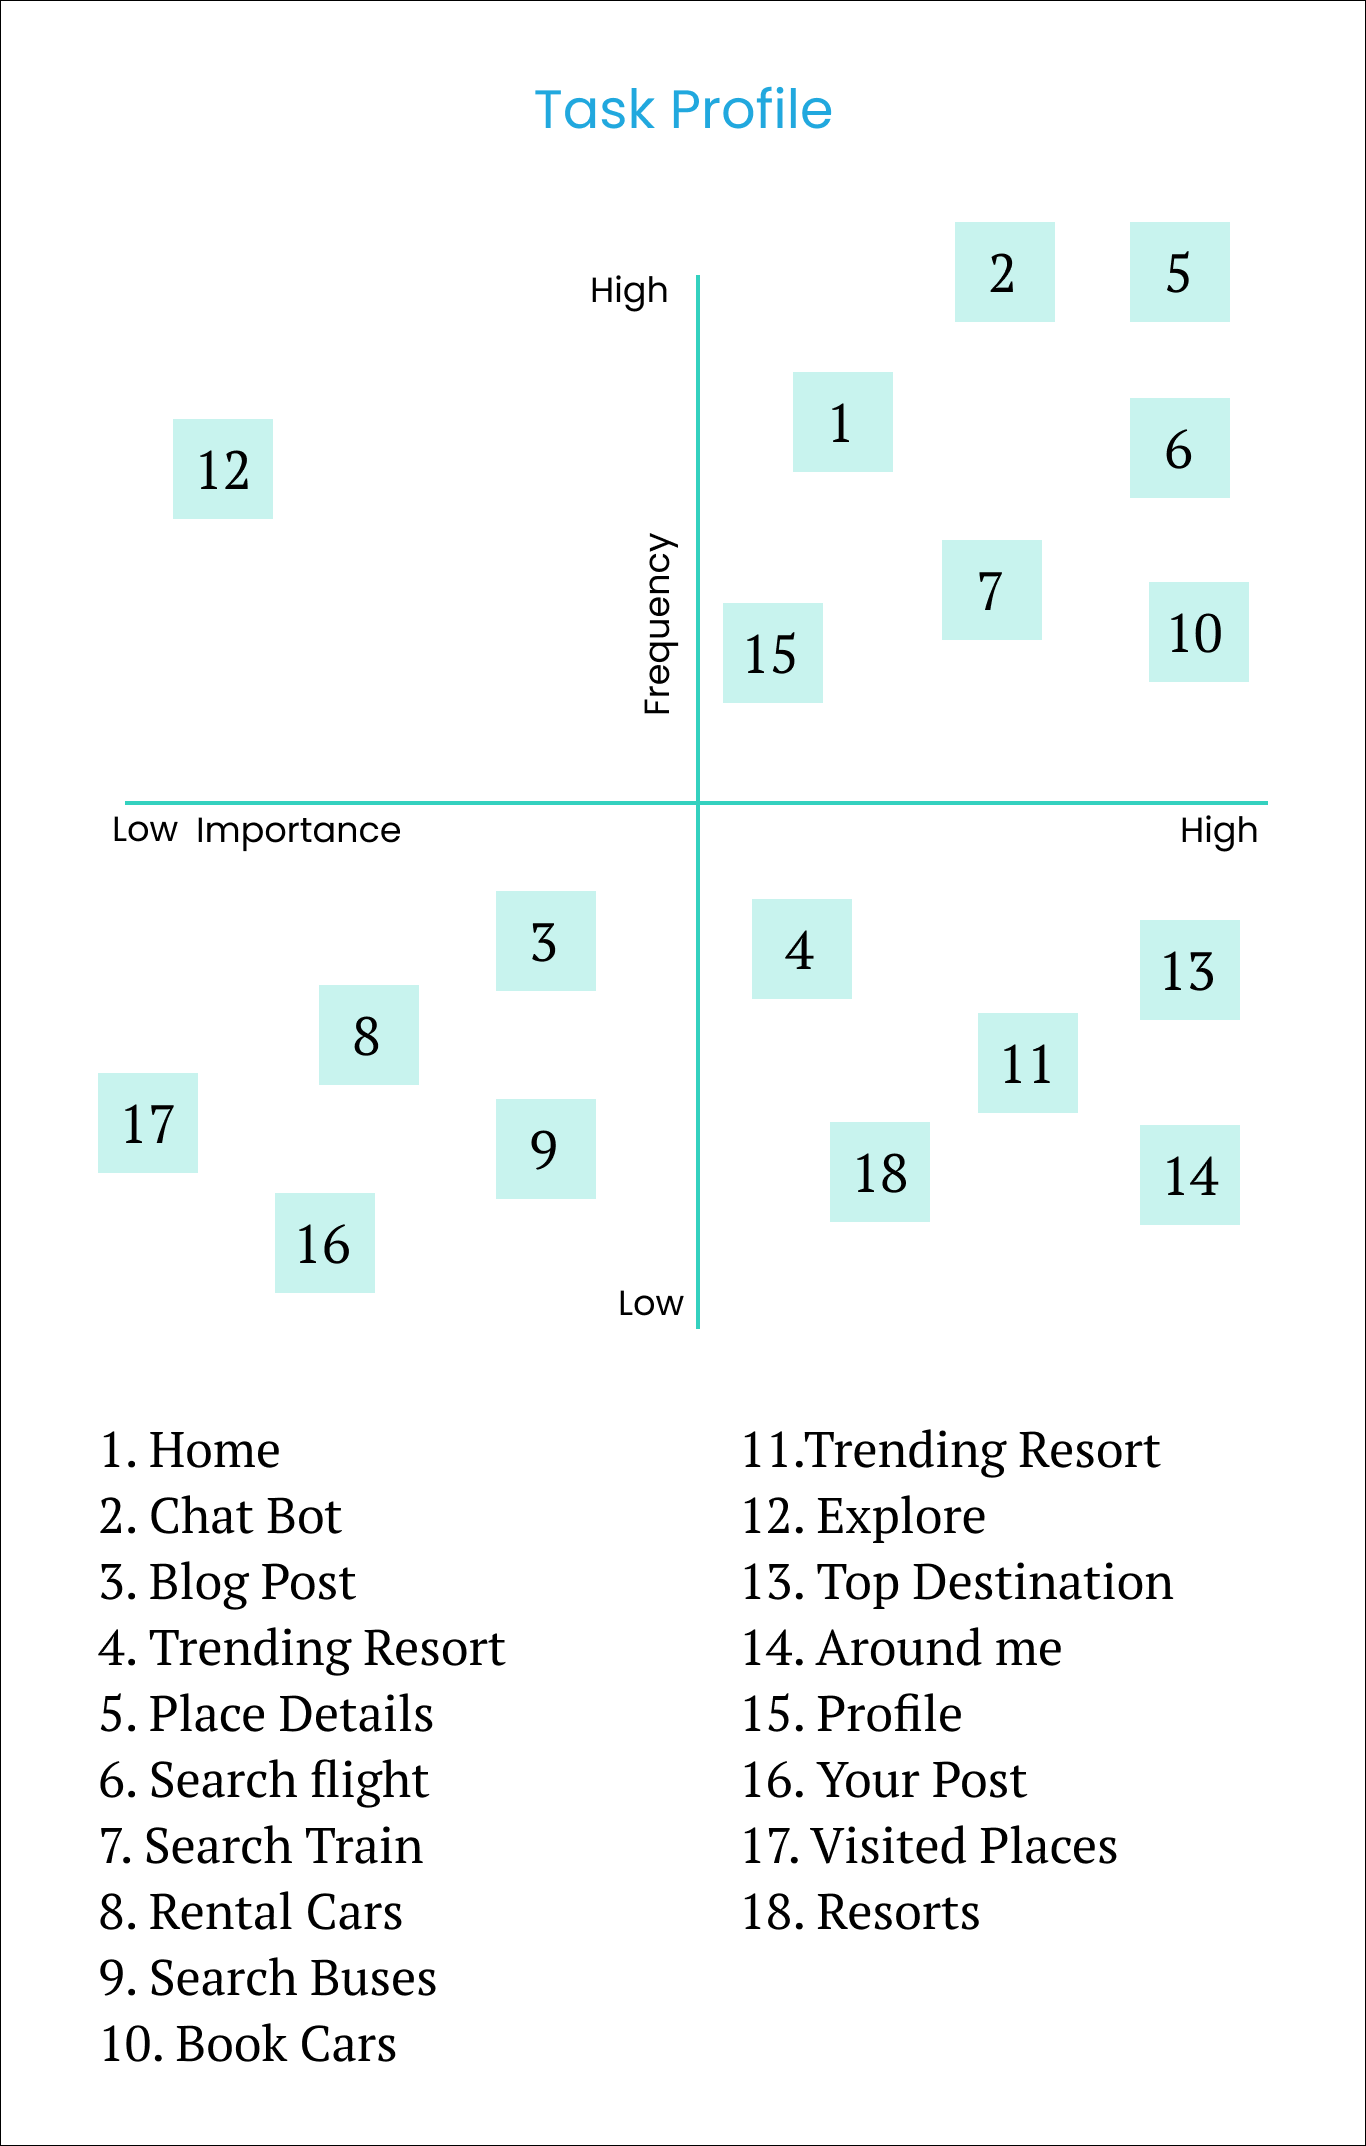 Task Profile
2
5
High
1
12
6
Frequency
7
10
15
Low Importance
High
3
4
13
8
11
17
9
18
14
16
Low
1. Home
2. Chat Bot
3. Blog Post
4. Trending Resort
5. Place Details
6. Search flight
7. Search Train
8. Rental Cars
9. Search Buses
10. Book Cars
11.Trending Resort
12. Explore
13. Top Destination
14. Around me
15. Profile
16. Your Post
17. Visited Places
18. Resorts